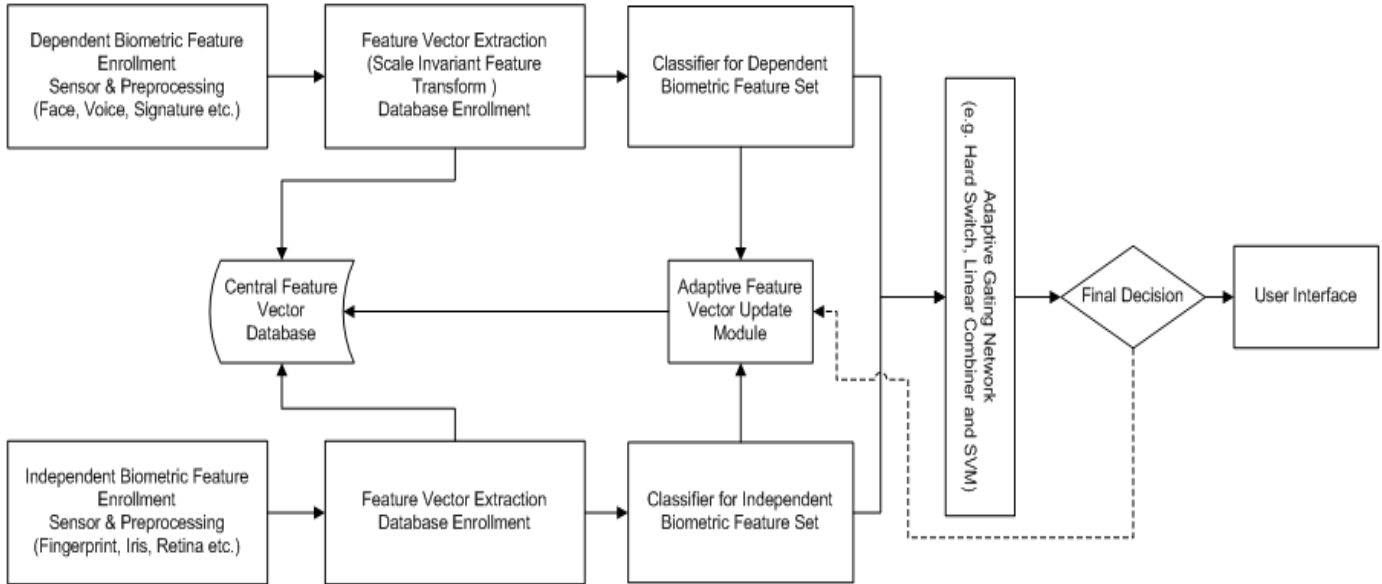 Dependent Biometric Feature
Enrollment
Sensor & Preprocessing
(Face, Voice, Signature etc.)
Feature Vector Extraction
(Scale Invariant Feature
Transform )
Database Enrollment
Classifier for Dependent
Biometric Feature Set
Adaptive Gating Network
(e.g. Hard Switch, Linear Combiner and SVM)
Central Feature
Vector
Database
Adaptive Feature
Vector Update
Module
Final Decision
User Interface
Independent Biometric Feature
Enrollment
Sensor & Preprocessing
(Fingerprint, Iris, Retina etc.)
Feature Vector Extraction
Database Enrollment
Classifier for Independent
Biometric Feature Set